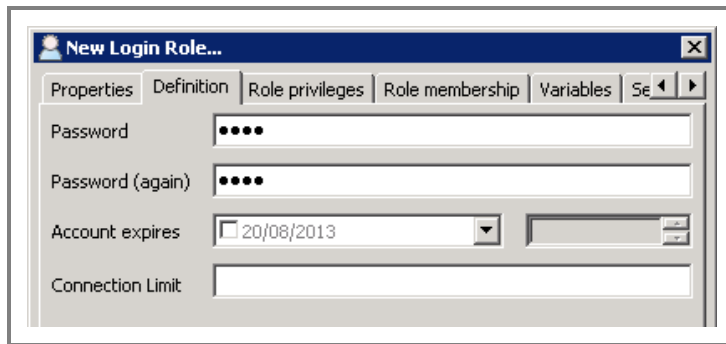 New Login Role...
Properties Definition Role privileges Role membership Variables Se
Password ••••
Password (again) ••••
Account expires 20/08/2013
Connection Limit